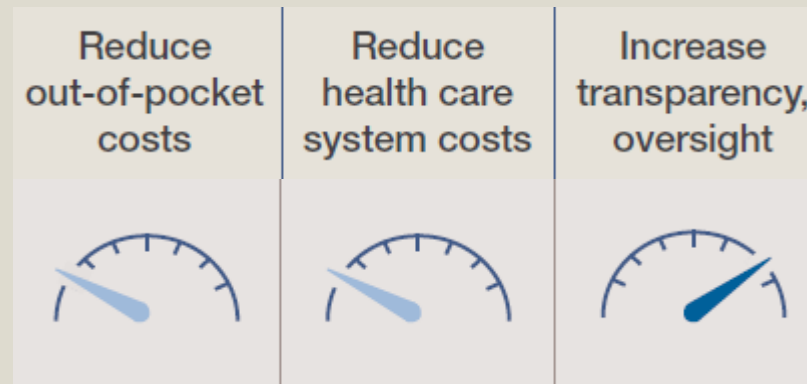 Reduce
out-of-pocket
costs
Reduce
health care
system costs
Increase
transparency,
oversight